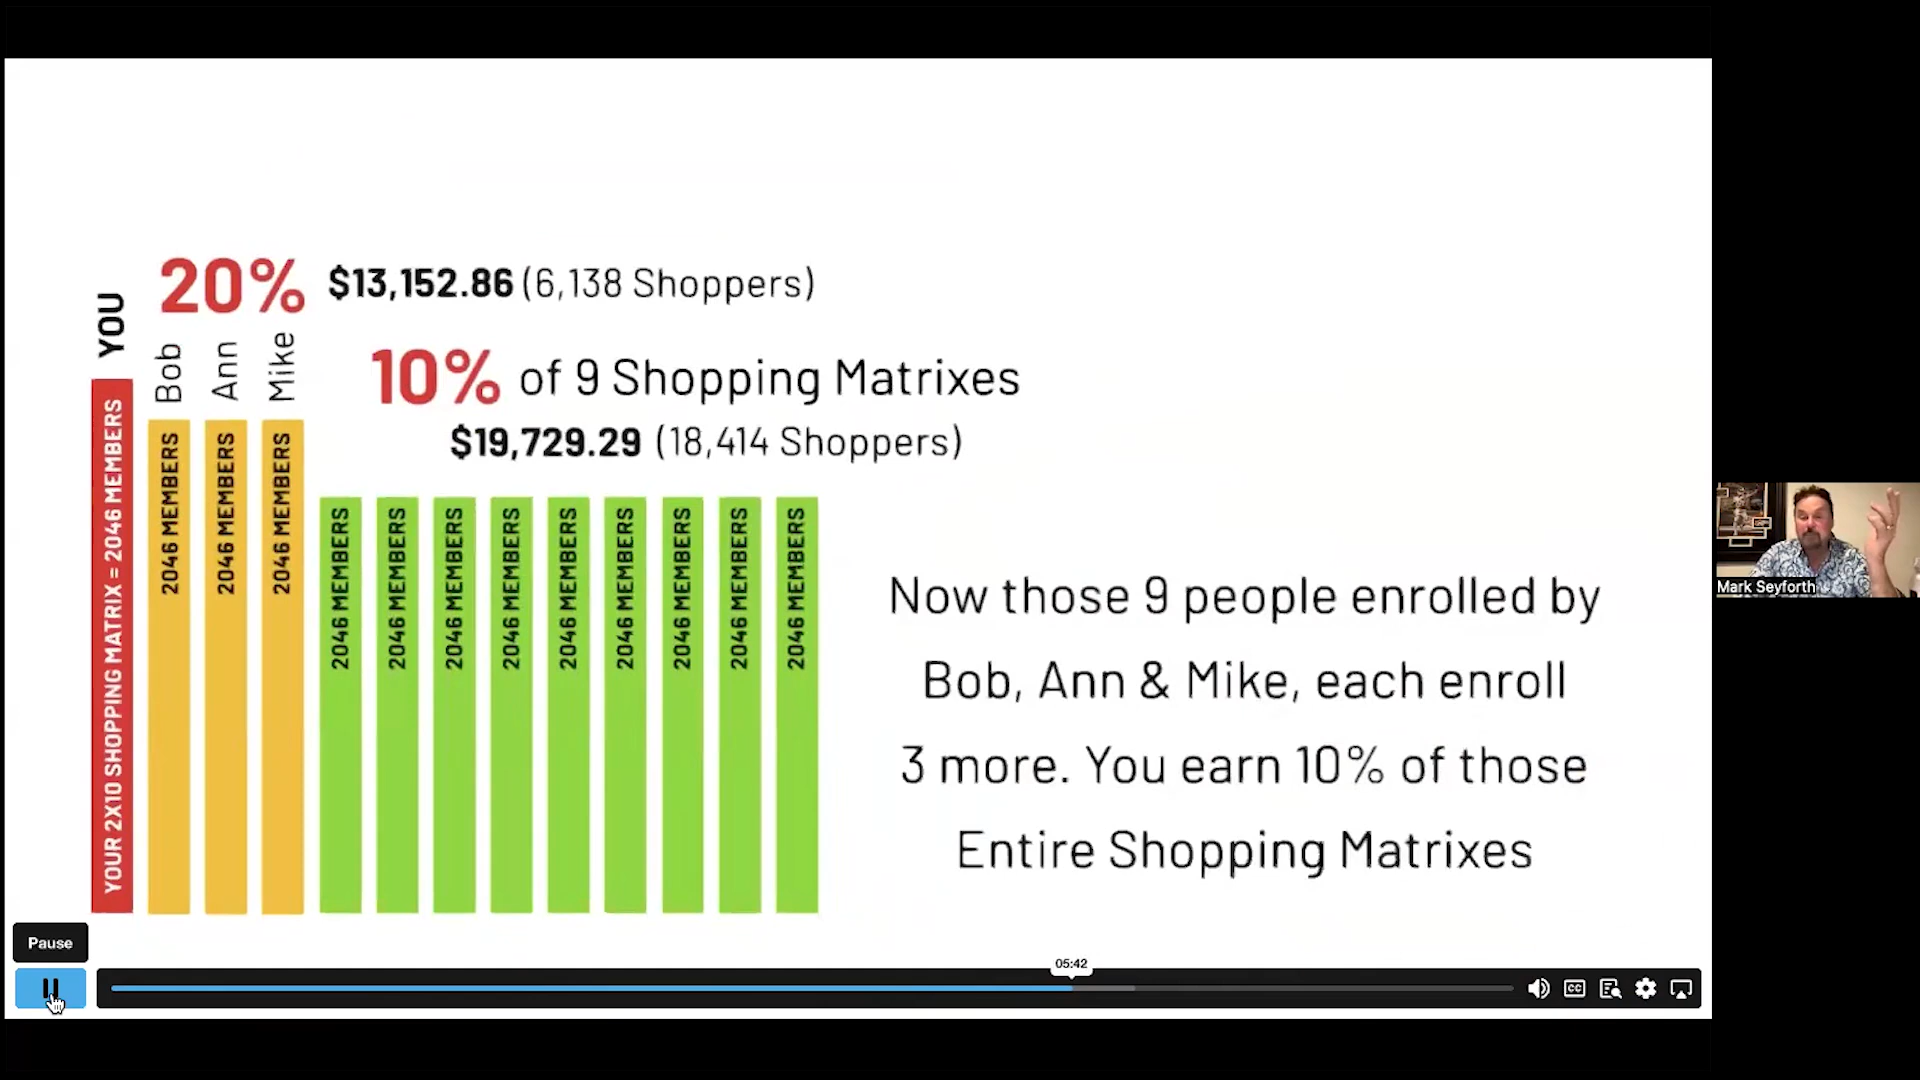 20% $13,152.86 (6,138 Shoppers)
YOU
Bob
Ann
Mike
10% of 9 Shopping Matrixes
$19,729.29 (18,414 Shoppers)
YOUR 2X10 SHOPPING MATRIX = 2046 MEMBERS
2046 MEMBERS
2046 MEMBERS
2046 MEMBERS
2046 MEMBERS
2046 MEMBERS
2046 MEMBERS
2046 MEMBERS
2046 MEMBERS
2046 MEMBERS
2046 MEMBERS
2046 MEMBERS
2046 MEMBERS
Now those 9 people enrolled by
Bob, Ann & Mike, each enroll
3 more. You earn 10% of those
Entire Shopping Matrixes
Mark Seyforth
Pause
05:42
CC